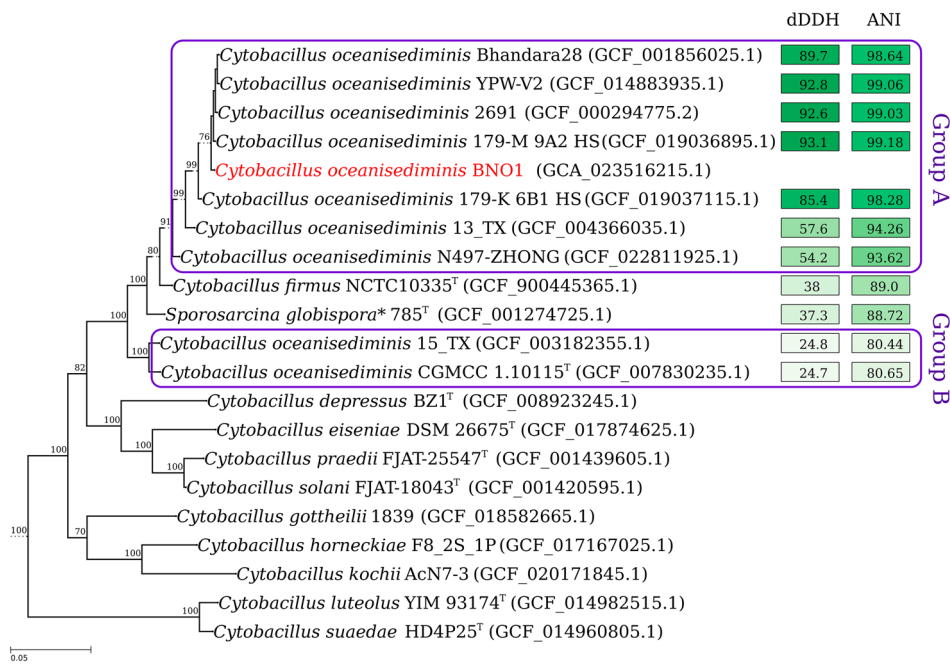 dDDH ANI
Cytobacillus oceanisediminis Bhandara28 (GCF_001856025.1) 89.7 98.64
Cytobacillus oceanisediminis YPW-V2 (GCF_014883935.1) 92.8 99.06
Cytobacillus oceanisediminis 2691 (GCF_000294775.2) 92.6 99.03
76 Cytobacillus oceanisediminis 179-M 9A2 HS(GCF_019036895.1) 93.1 99.18
Cytobacillus oceanisediminis BNO1 (GCA_023516215.1)
99
99 Cytobacillus oceanisediminis 179-K 6B1 HS(GCF_019037115.1) 85.4 98.28
91 Cytobacillus oceanisediminis 13_TX (GCF_004366035.1) 57.6 94.26
80 Cytobacillus oceanisediminis N497-ZHONG (GCF_022811925.1) 54.2 93.62
Group A
Cytobacillus firmus NCTC10335ᵀ (GCF_900445365.1) 38 89.0
100 Sporosarcina globispora* 785ᵀ (GCF_001274725.1) 37.3 88.72
Cytobacillus oceanisediminis 15_TX (GCF_003182355.1) 24.8 80.44
100
82 Cytobacillus oceanisediminis CGMCC 1.10115ᵀ (GCF_007830235.1) 24.7 80.65
Group B
Cytobacillus depressus BZ1ᵀ (GCF_008923245.1)
100
Cytobacillus eiseniae DSM 26675ᵀ (GCF_017874625.1)
100 100
Cytobacillus praedii FJAT-25547ᵀ (GCF_001439605.1)
100
Cytobacillus solani FJAT-18043ᵀ (GCF_001420595.1)
Cytobacillus gottheilii 1839 (GCF_018582665.1)
100 70
Cytobacillus horneckiae F8_2S_1P (GCF_017167025.1)
100
Cytobacillus kochii AcN7-3 (GCF_020171845.1)
Cytobacillus luteolus YIM 93174ᵀ (GCF_014982515.1)
100
Cytobacillus suaedae HD4P25ᵀ (GCF_014960805.1)
0.05